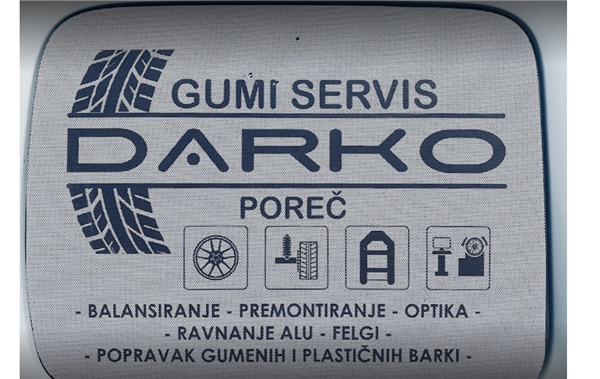 GUMI SERVIS
DARKO
POREČ
- BALANSIRANJE - PREMONTIRANJE - OPTIKA -
- RAVNANJE ALU - FELGI -
- POPRAVAK GUMENIH I PLASTIČNIH BARKI -